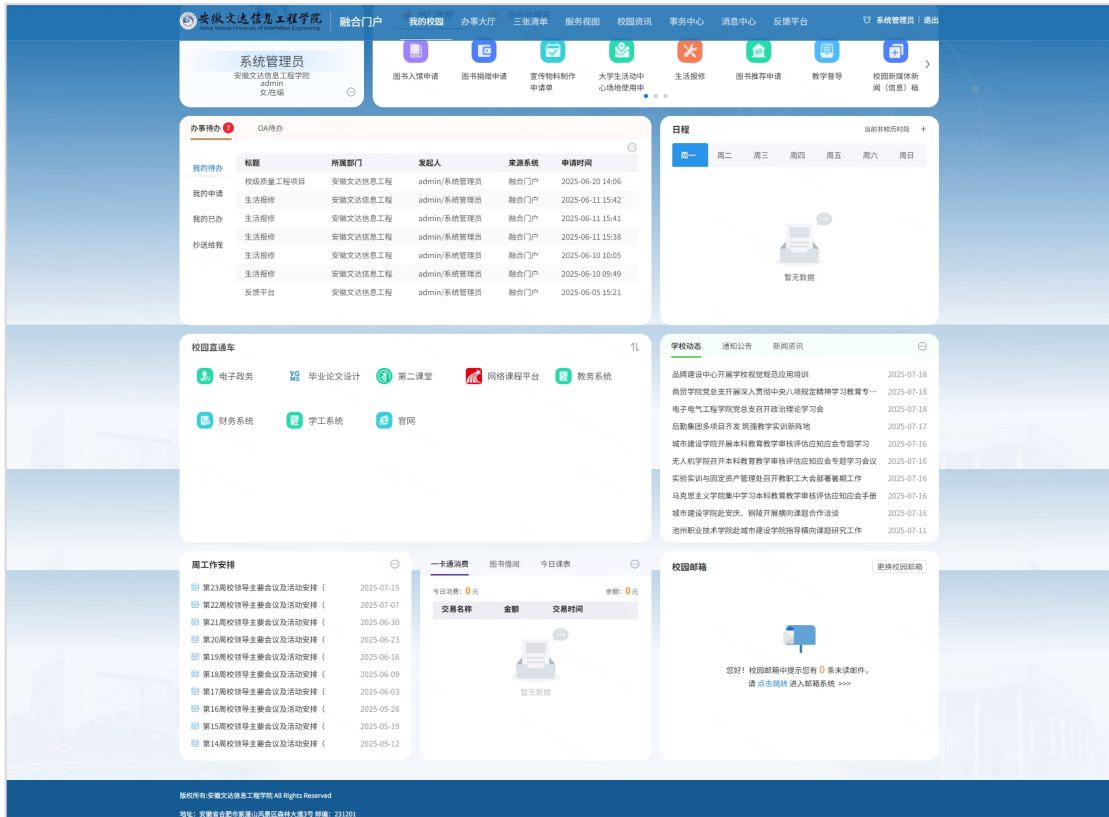 安徽文达信息工程学院 融合门户 我的校园 办事大厅 三张清单 服务视图 校园资讯 事务中心 消息中心 反馈平台 系统管理员 | 退出
系统管理员
安徽文达信息工程学院
admin
女/在编
图书入馆申请 图书捐赠申请 宣传物料制作申请单 大学生活动中心场地使用申 生活报修 图书推荐申请 教学督导 校园新媒体新闻（信息）稿
办事待办 7 OA待办
我的待办
我的申请
我的已办
抄送给我
标题 所属部门 发起人 来源系统 申请时间
校级质量工程项目 安徽文达信息工程 admin/系统管理员 融合门户 2025-06-20 14:06
生活报修 安徽文达信息工程 admin/系统管理员 融合门户 2025-06-11 15:42
生活报修 安徽文达信息工程 admin/系统管理员 融合门户 2025-06-11 15:41
生活报修 安徽文达信息工程 admin/系统管理员 融合门户 2025-06-11 15:38
生活报修 安徽文达信息工程 admin/系统管理员 融合门户 2025-06-10 10:05
生活报修 安徽文达信息工程 admin/系统管理员 融合门户 2025-06-10 09:49
反馈平台 安徽文达信息工程 admin/系统管理员 融合门户 2025-06-05 15:21
日程 当前非校历时段 +
周一 周二 周三 周四 周五 周六 周日
暂无数据
校园直通车
电子政务 毕业论文设计 第二课堂 网络课程平台 教务系统
财务系统 学工系统 官网
学校动态 通知公告 新闻资讯
品牌建设中心开展学校视觉规范应用培训 2025-07-18
商贸学院党总支开展深入贯彻中央八项规定精神学习教育专… 2025-07-18
电子电气工程学院党总支召开政治理论学习会 2025-07-18
后勤集团多项目齐发 筑强教学实训新阵地 2025-07-17
城市建设学院开展本科教育教学审核评估应知应会专题学习 2025-07-16
无人机学院召开本科教育教学审核评估应知应会专题学习会议 2025-07-16
实验实训与固定资产管理处召开教职工大会部署暑期工作 2025-07-16
马克思主义学院集中学习本科教育教学审核评估应知应会手册 2025-07-16
城市建设学院赴安庆、铜陵开展横向课题合作洽谈 2025-07-16
池州职业技术学院赴城市建设学院指导横向课题研究工作 2025-07-11
周工作安排
第23周校领导主要会议及活动安排（ 2025-07-15
第22周校领导主要会议及活动安排（ 2025-07-07
第21周校领导主要会议及活动安排（ 2025-06-30
第20周校领导主要会议及活动安排（ 2025-06-23
第19周校领导主要会议及活动安排（ 2025-06-16
第18周校领导主要会议及活动安排（ 2025-06-09
第17周校领导主要会议及活动安排（ 2025-06-03
第16周校领导主要会议及活动安排（ 2025-05-26
第15周校领导主要会议及活动安排（ 2025-05-19
第14周校领导主要会议及活动安排（ 2025-05-12
一卡通消费 图书借阅 今日课表
今日消费：0元 余额：0元
交易名称 金额 交易时间
暂无数据
校园邮箱 更换校园邮箱
您好！校园邮箱中提示您有 0 条未读邮件，
请 点击跳转 进入邮箱系统 >>>
版权所有:安徽文达信息工程学院 All Rights Reserved
地址：安徽省合肥市紫蓬山风景区森林大道3号 邮编：231201